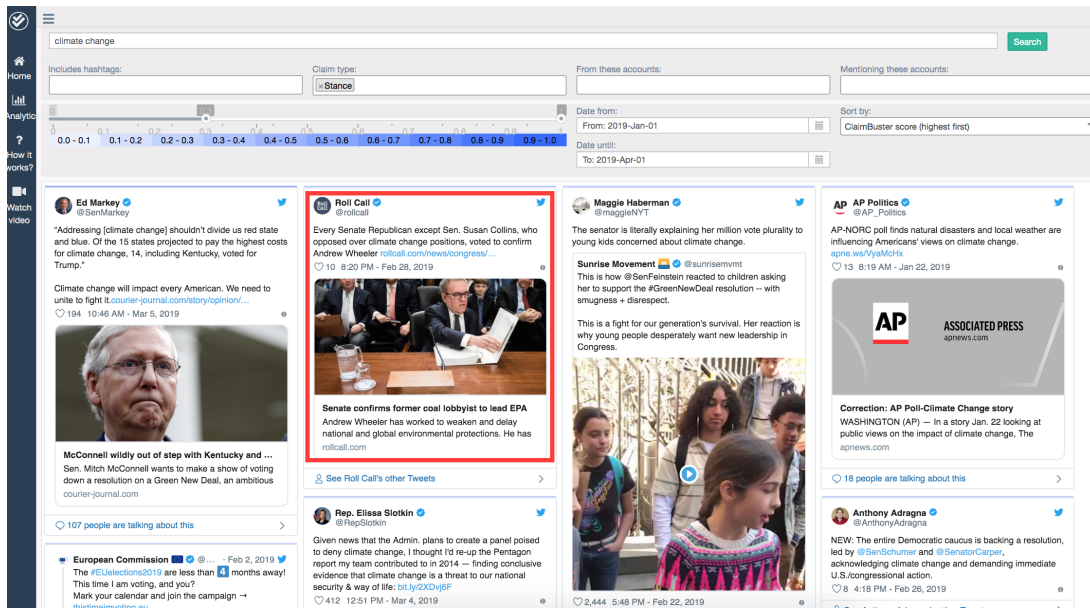 climate change
Search
Home
Analytic
How it
works?
Watch
video
Includes hashtags:
Claim type:
From these accounts:
Mentioning these accounts:
×Stance
Date from:
Sort by:
From: 2019-Jan-01
ClaimBuster score (highest first)
Date until:
To: 2019-Apr-01
0.0 - 0.1 0.1 - 0.2 0.2 - 0.3 0.3 - 0.4 0.4 - 0.5 0.5 - 0.6 0.6 - 0.7 0.7 - 0.8 0.8 - 0.9 0.9 - 1.0
Ed Markey
@SenMarkey
"Addressing [climate change] shouldn't divide us red state
and blue. Of the 15 states projected to pay the highest costs
for climate change, 14, including Kentucky, voted for
Trump."
Climate change will impact every American. We need to
unite to fight it.courier-journal.com/story/opinion/…
194 10:46 AM - Mar 5, 2019
McConnell wildly out of step with Kentucky and ...
Sen. Mitch McConnell wants to make a show of voting
down a resolution on a Green New Deal, an ambitious
courier-journal.com
107 people are talking about this
European Commission @... · Feb 2, 2019
The #EUelections2019 are less than 4 months away!
This time I am voting, and you?
Mark your calendar and join the campaign →
thistimeimvoting.eu
Roll Call
Roll Call
@rollcall
Every Senate Republican except Sen. Susan Collins, who
opposed over climate change positions, voted to confirm
Andrew Wheeler rollcall.com/news/congress/…
10 8:20 PM - Feb 28, 2019
Senate confirms former coal lobbyist to lead EPA
Andrew Wheeler has worked to weaken and delay
national and global environmental protections. He has
rollcall.com
See Roll Call's other Tweets
Rep. Elissa Slotkin
@RepSlotkin
Given news that the Admin. plans to create a panel poised
to deny climate change, I thought I'd re-up the Pentagon
report my team contributed to in 2014 — finding conclusive
evidence that climate change is a threat to our national
security & way of life: bit.ly/2XDvj6F
412 12:51 PM - Mar 4, 2019
Maggie Haberman
@maggieNYT
The senator is literally explaining her million vote plurality to
young kids concerned about climate change.
Sunrise Movement @sunrisemvmt
This is how @SenFeinstein reacted to children asking
her to support the #GreenNewDeal resolution -- with
smugness + disrespect.
This is a fight for our generation's survival. Her reaction is
why young people desperately want new leadership in
Congress.
2,444 5:48 PM - Feb 22, 2019
AP
AP Politics
@AP_Politics
AP-NORC poll finds natural disasters and local weather are
influencing Americans' views on climate change.
apne.ws/VyaMcHx
13 8:19 AM - Jan 22, 2019
AP
ASSOCIATED PRESS
apnews.com
Correction: AP Poll-Climate Change story
WASHINGTON (AP) — In a story Jan. 22 looking at
public views on the impact of climate change, The
apnews.com
18 people are talking about this
Anthony Adragna
@AnthonyAdragna
NEW: The entire Democratic caucus is backing a resolution,
led by @SenSchumer and @SenatorCarper,
acknowledging climate change and demanding immediate
U.S./congressional action.
8 4:18 PM - Feb 26, 2019